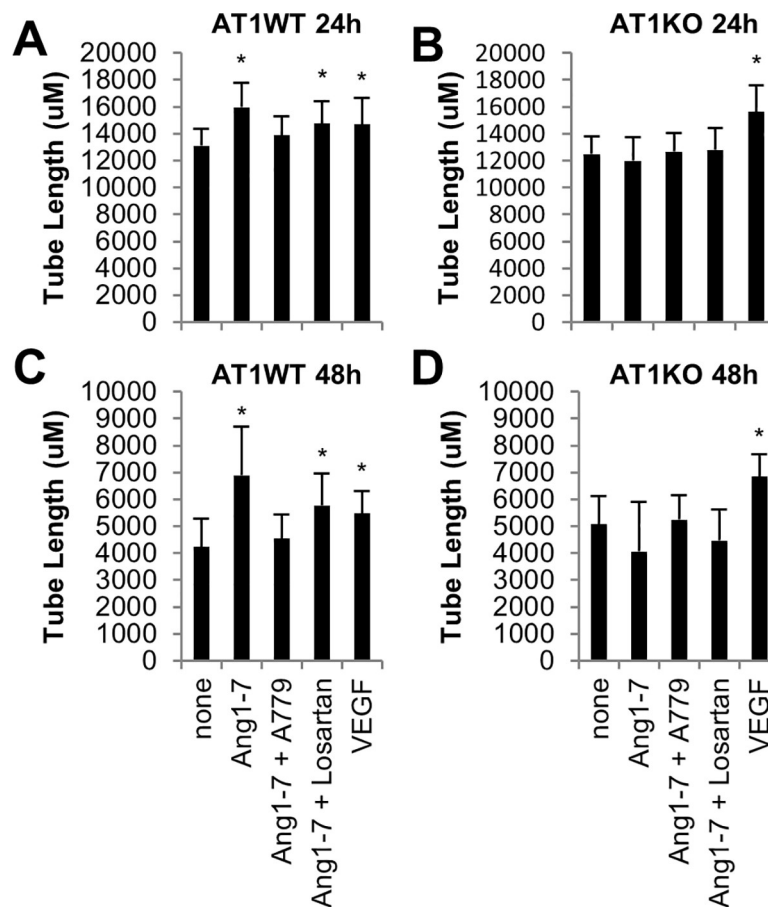 A
AT1WT 24h
*
*
*
Tube Length (uM)
20000
18000
16000
14000
12000
10000
8000
6000
4000
2000
0
B
AT1KO 24h
*
Tube Length (uM)
20000
18000
16000
14000
12000
10000
8000
6000
4000
2000
0
C
AT1WT 48h
*
*
*
Tube Length (uM)
10000
9000
8000
7000
6000
5000
4000
3000
2000
1000
0
none
Ang1-7
Ang1-7 + A779
Ang1-7 + Losartan
VEGF
D
AT1KO 48h
*
Tube Length (uM)
10000
9000
8000
7000
6000
5000
4000
3000
2000
1000
0
none
Ang1-7
Ang1-7 + A779
Ang1-7 + Losartan
VEGF